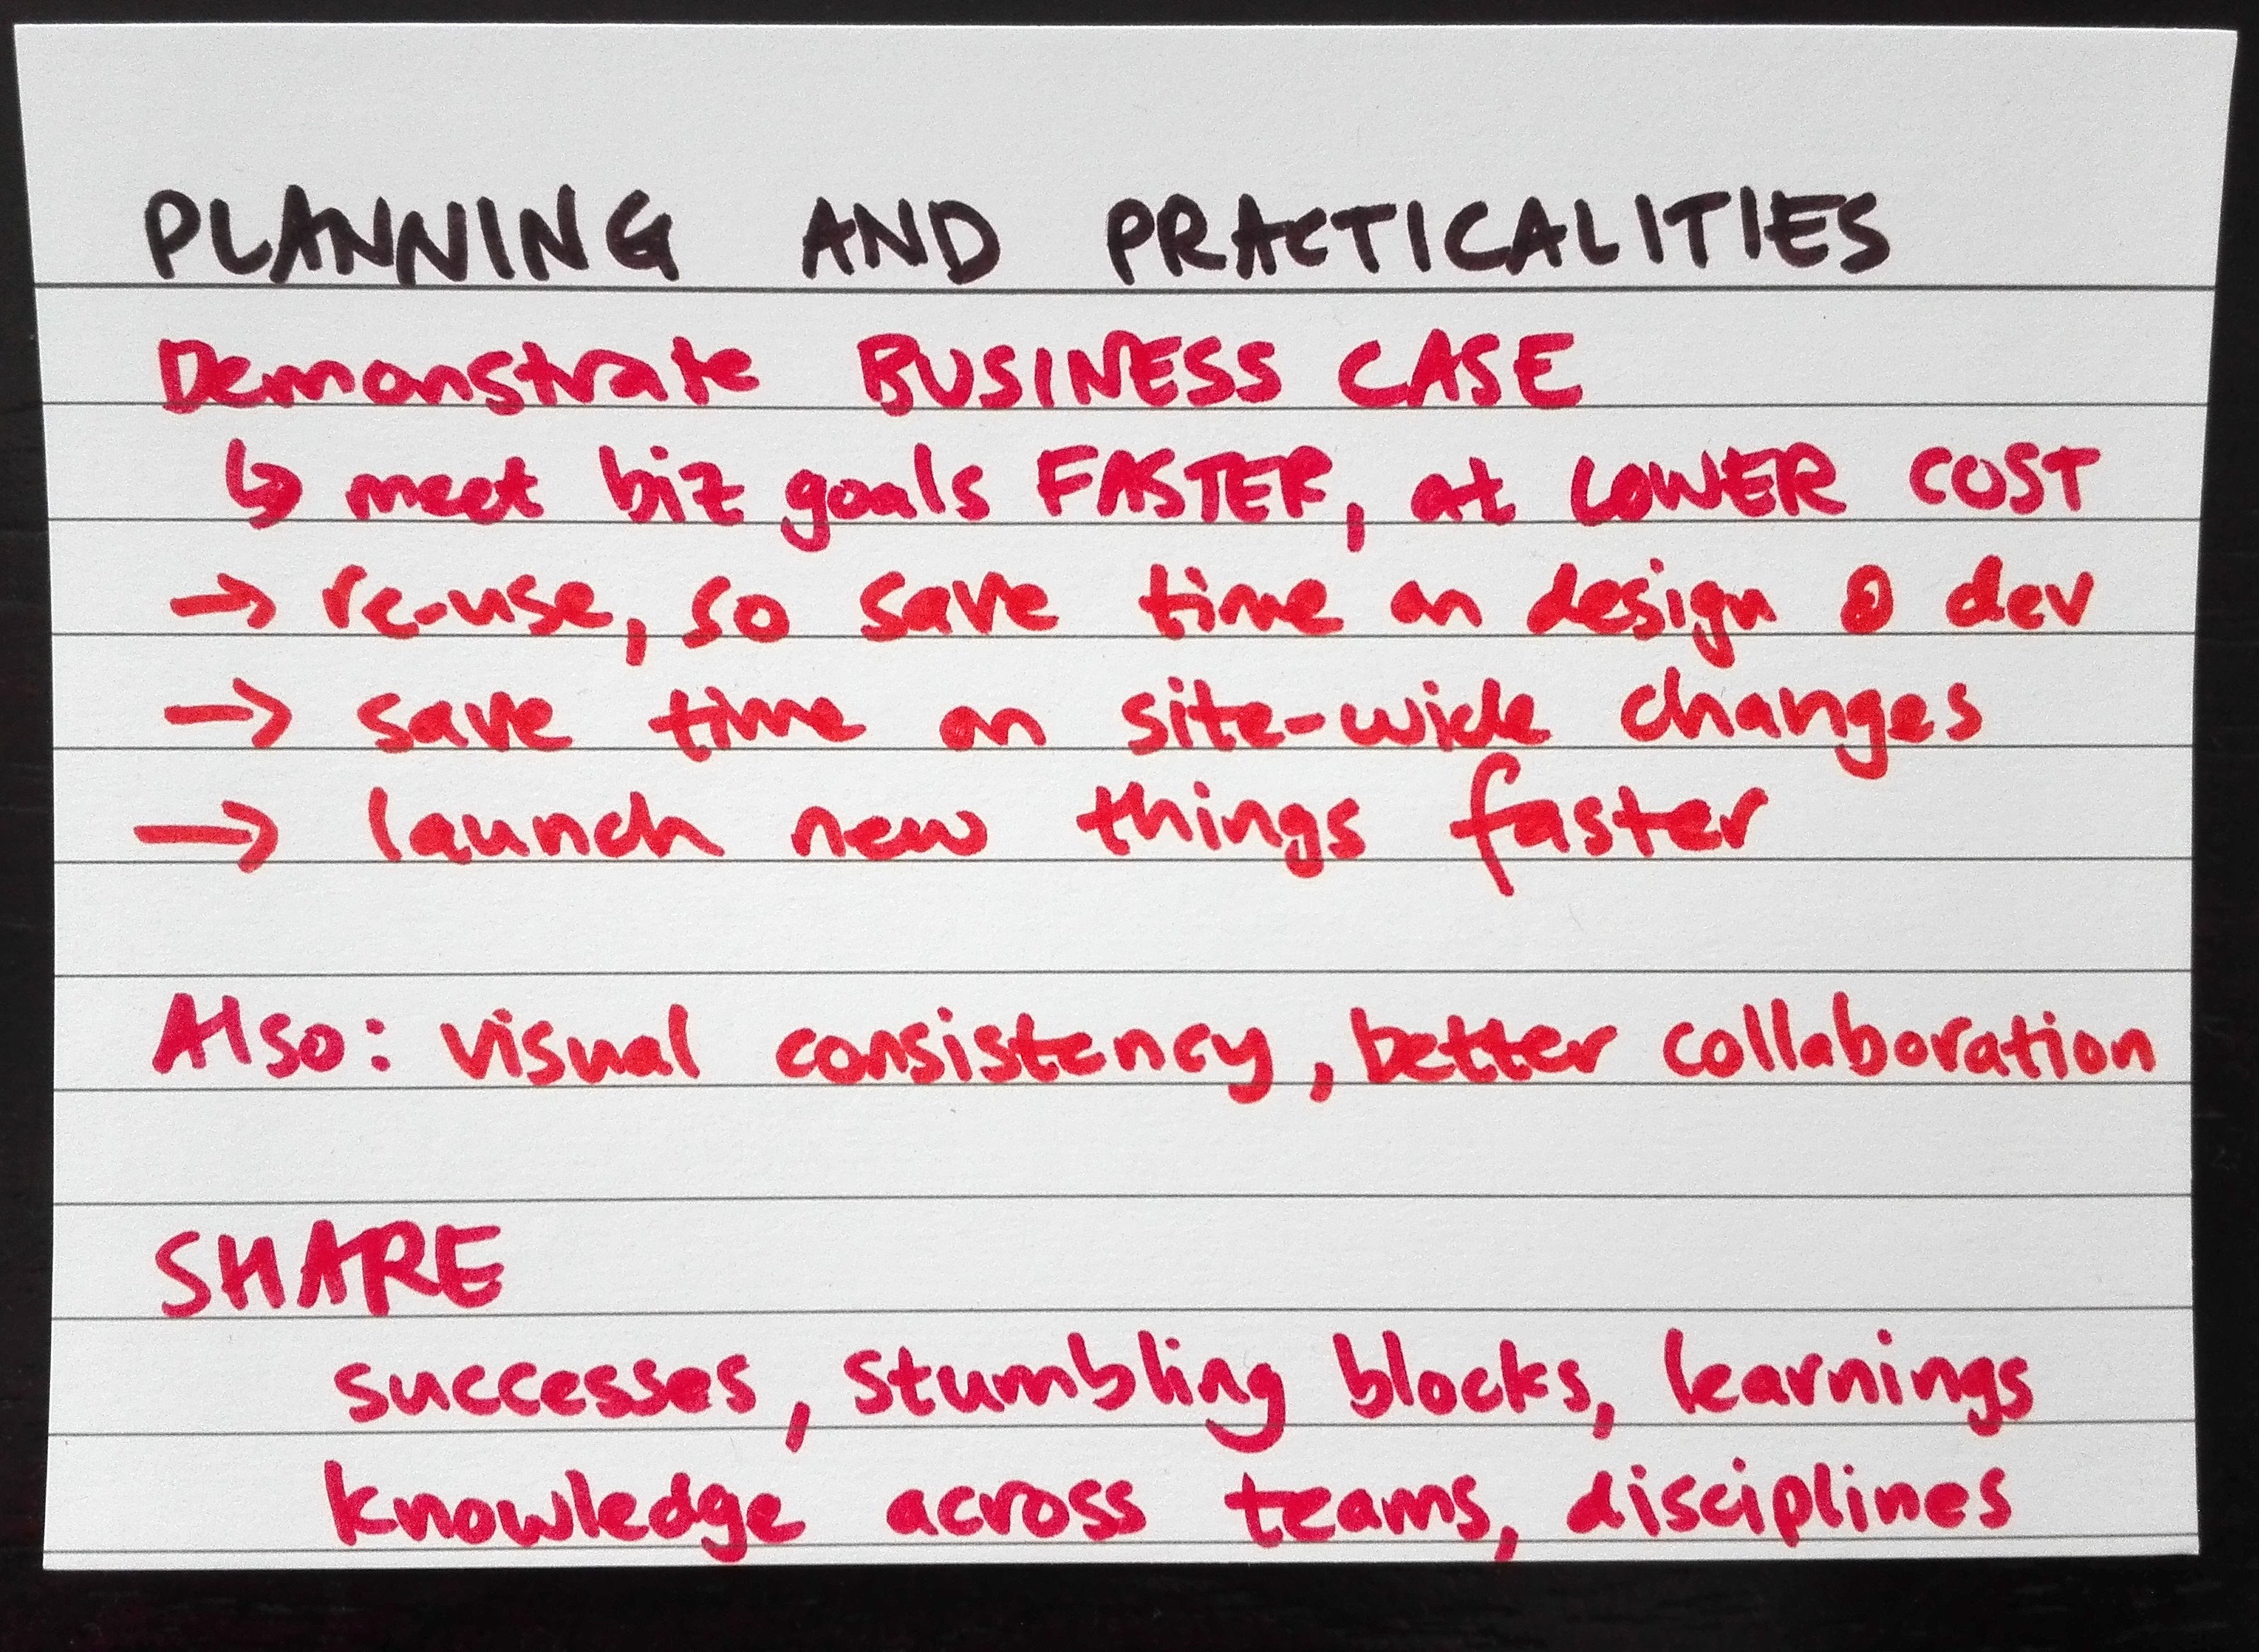 PLANNING AND PRACTICALITIES
Demonstrate BUSINESS CASE
↳ meet biz goals FASTER, at LOWER COST
→ re-use, so save time on design & dev
→ save time on site-wide changes
→ launch new things faster
Also: visual consistency, better collaboration
SHARE
successes, stumbling blocks, learnings
knowledge across teams, disciplines